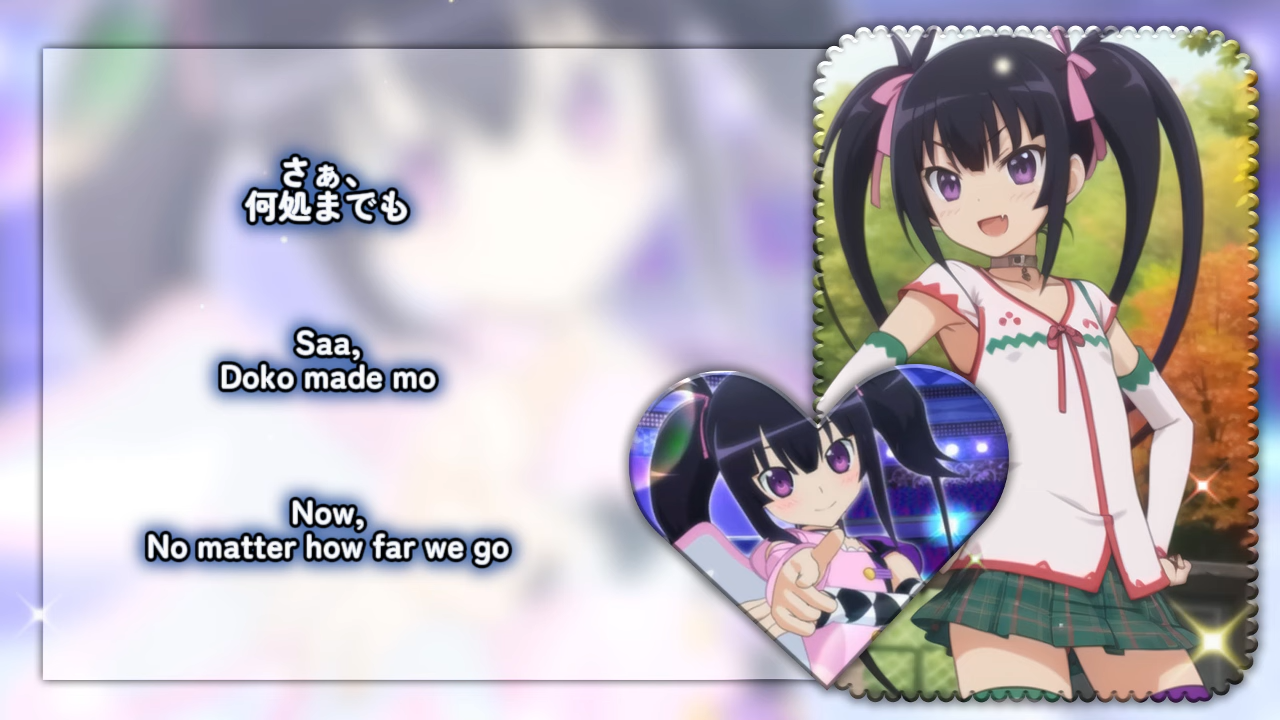 さぁ、
何処までも
Saa,
Doko made mo
Now,
No matter how far we go